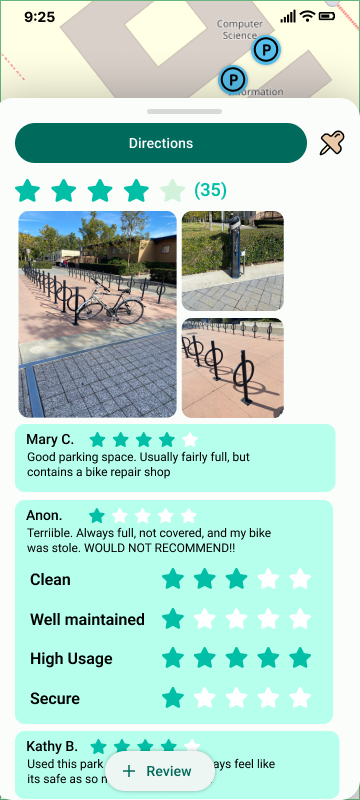 9:25
Computer
Science
P
P
Information
Directions
(35)
Mary C.
Good parking space. Usually fairly full, but
contains a bike repair shop
Anon.
Terriible. Always full, not covered, and my bike
was stole. WOULD NOT RECOMMEND!!
Clean
Well maintained
High Usage
Secure
Kathy B.
Used this park ays feel like
its safe as so
+ Review